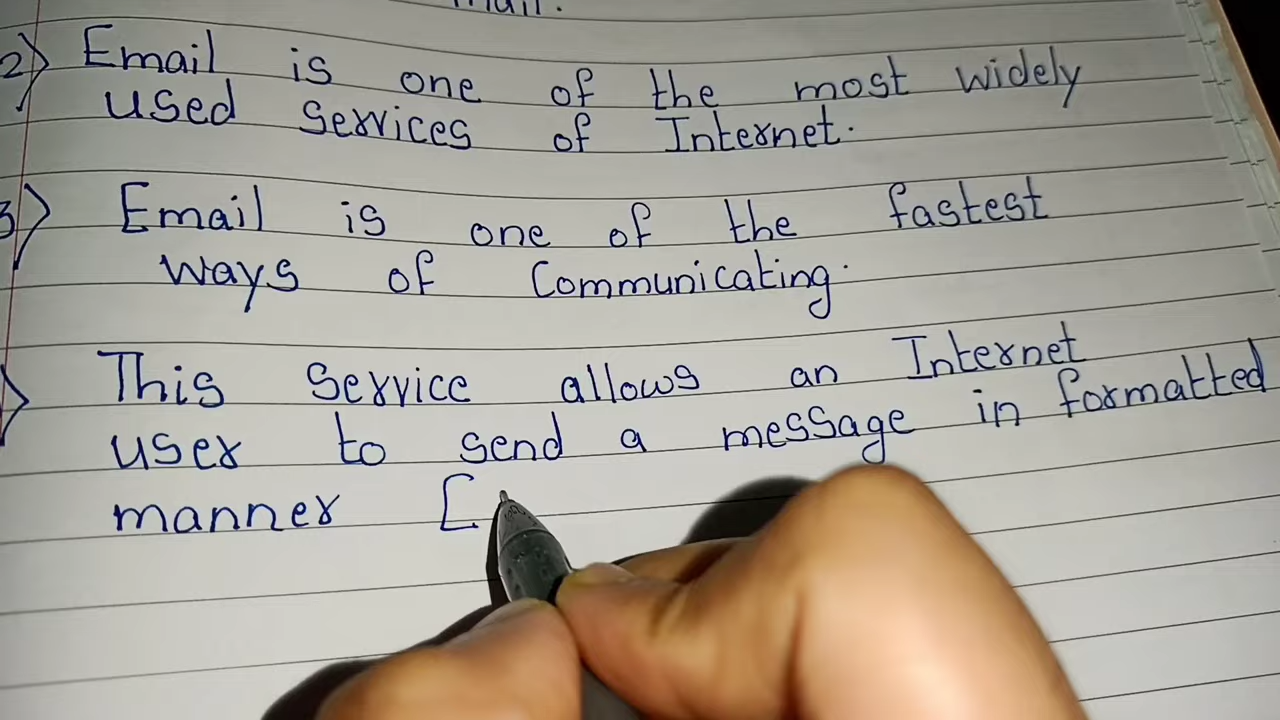 mail.
2) Email is one of the most widely
used services of Internet.
3) Email is one of the fastest
ways of Communicating.
) This service allows an Internet
user to send a message in formatted
manner [